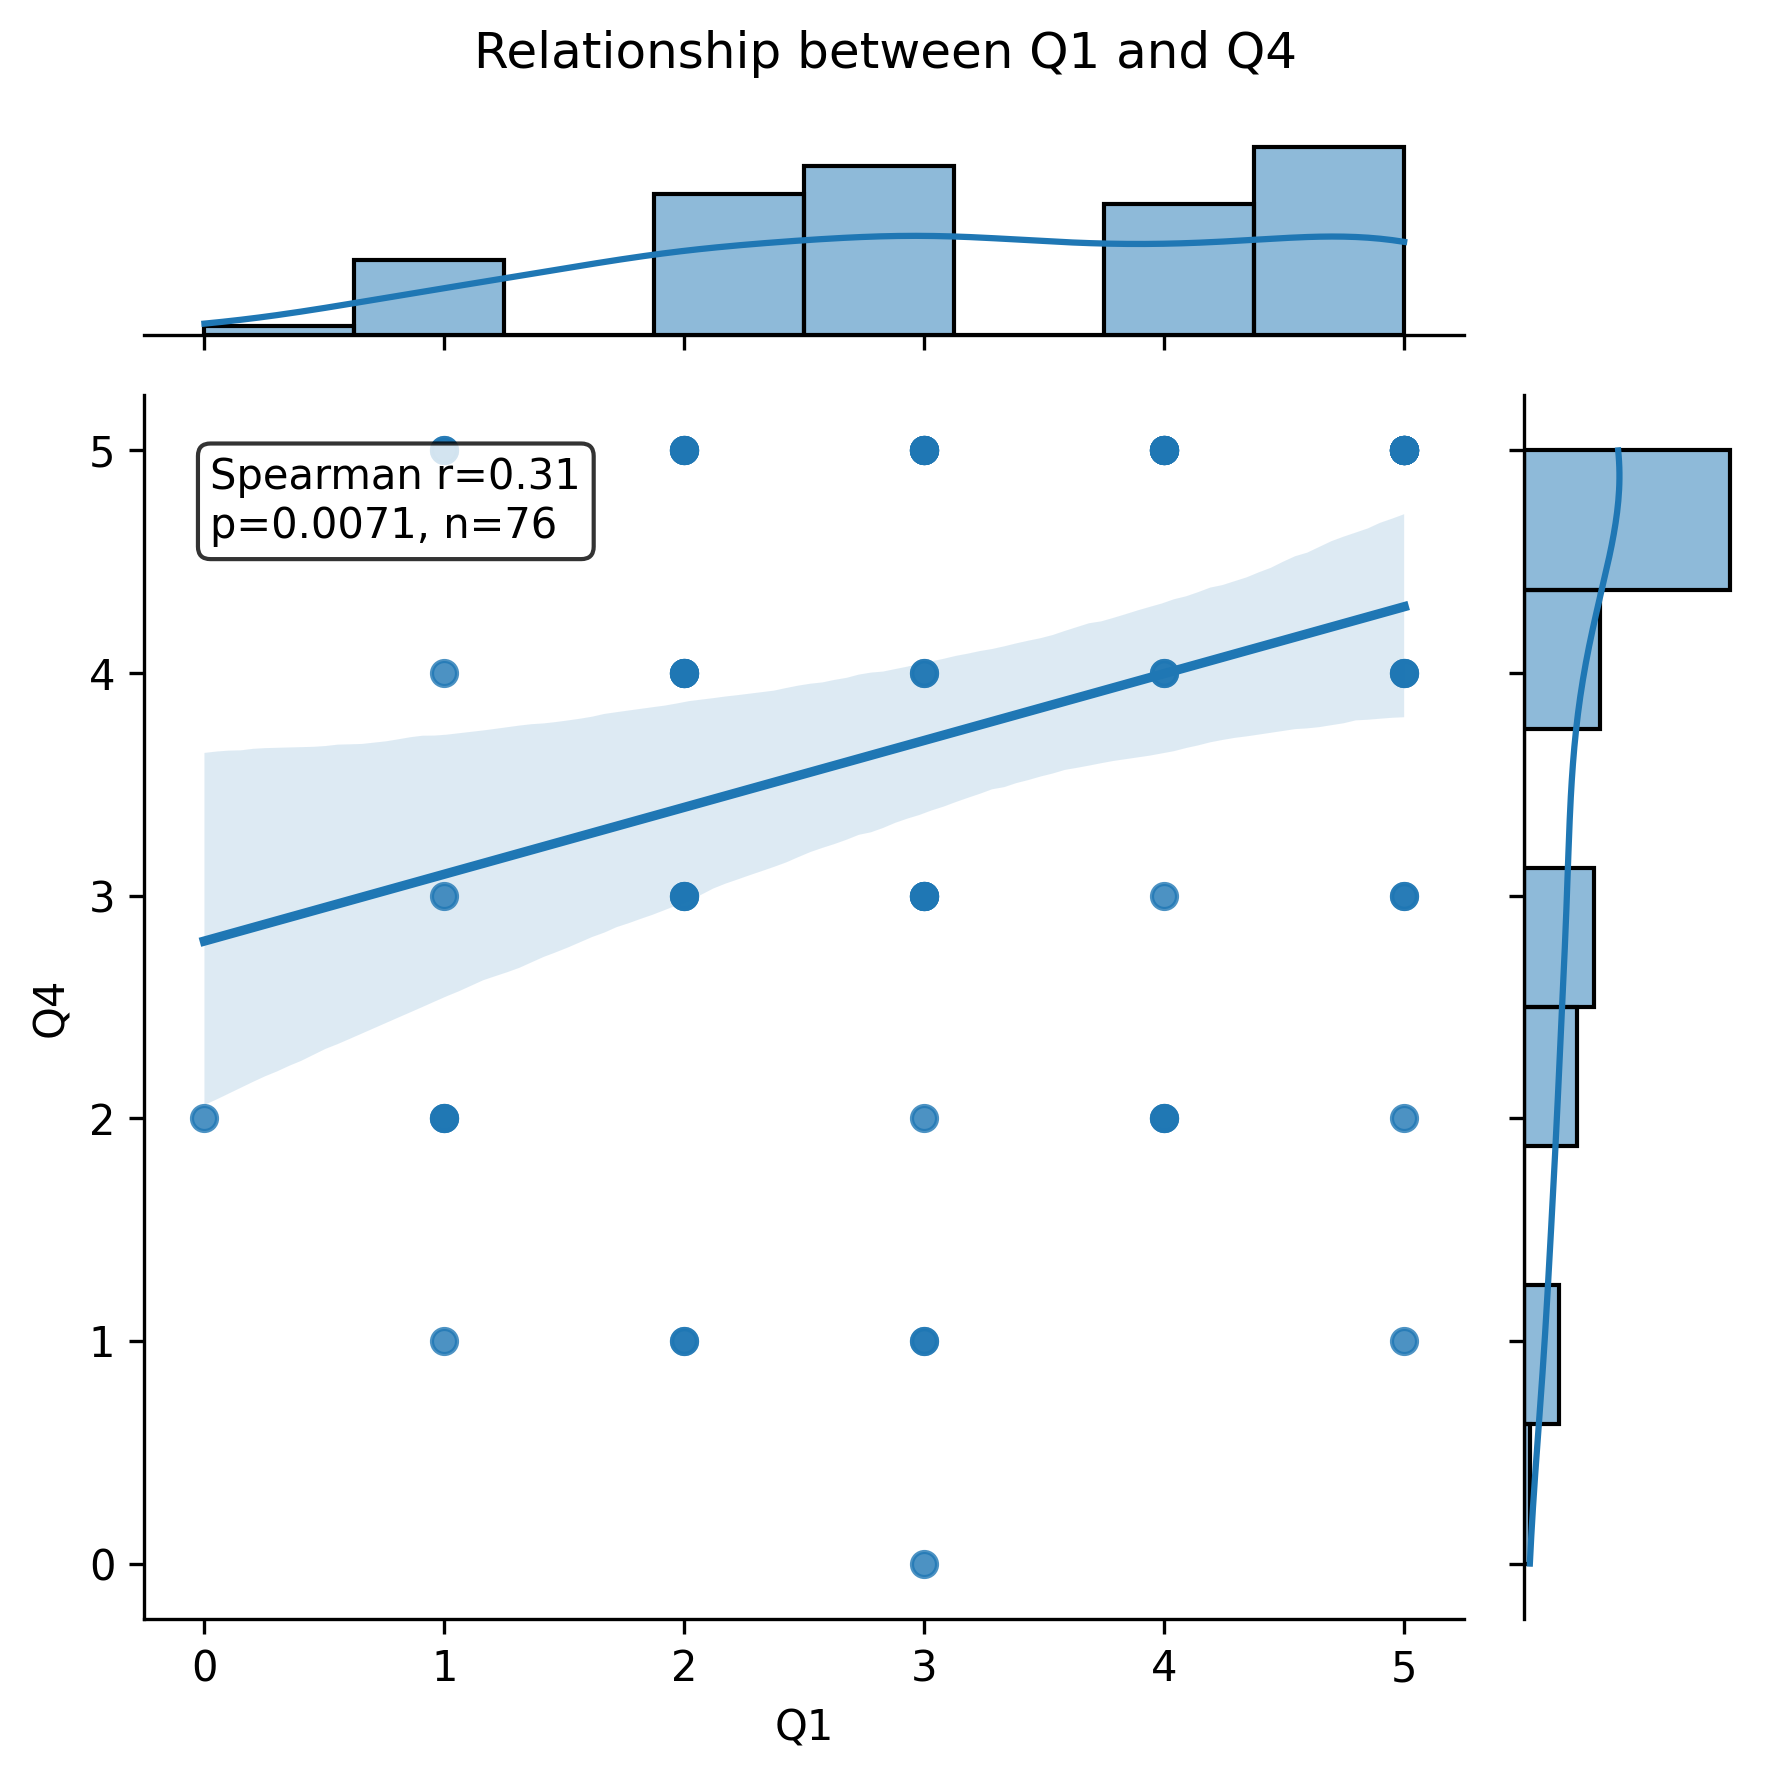 Relationship between Q1 and Q4
Spearman r=0.31
p=0.0071, n=76
5
4
3
2
1
0
Q4
0 1 2 3 4 5
Q1